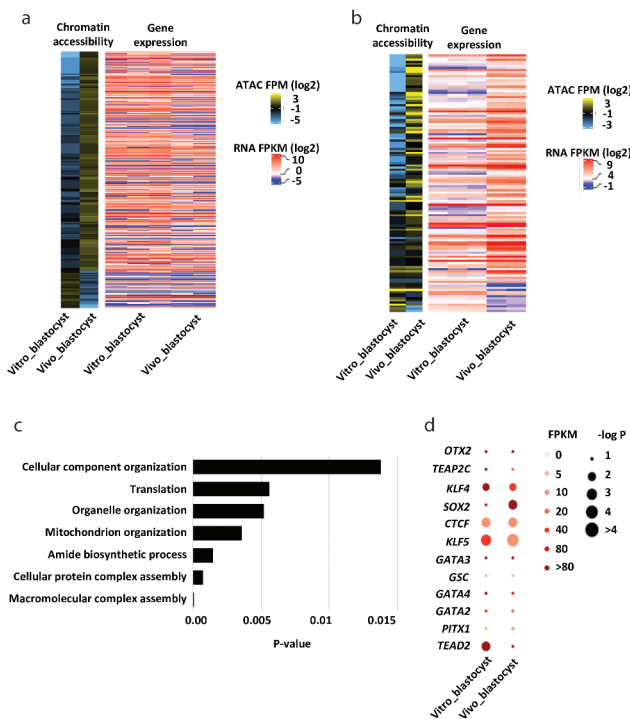 a
Chromatin accessibility
Gene expression
ATAC FPM (log2)
3
-1
-5
RNA FPKM (log2)
10
0
-5
Vitro_blastocyst
Vivo_blastocyst
Vitro_blastocyst
Vivo_blastocyst
b
Chromatin accessibility
Gene expression
ATAC FPM (log2)
3
-1
-3
RNA FPKM (log2)
9
4
-1
Vitro_blastocyst
Vivo_blastocyst
Vitro_blastocyst
Vivo_blastocyst
c
Cellular component organization
Translation
Organelle organization
Mitochondrion organization
Amide biosynthetic process
Cellular protein complex assembly
Macromolecular complex assembly
0.00
0.005
0.01
0.015
P-value
d
OTX2
TEAP2C
KLF4
SOX2
CTCF
KLF5
GATA3
GSC
GATA4
GATA2
PITX1
TEAD2
Vitro_blastocyst
Vivo_blastocyst
FPKM
0
5
10
20
40
80
>80
-log P
1
2
3
4
>4